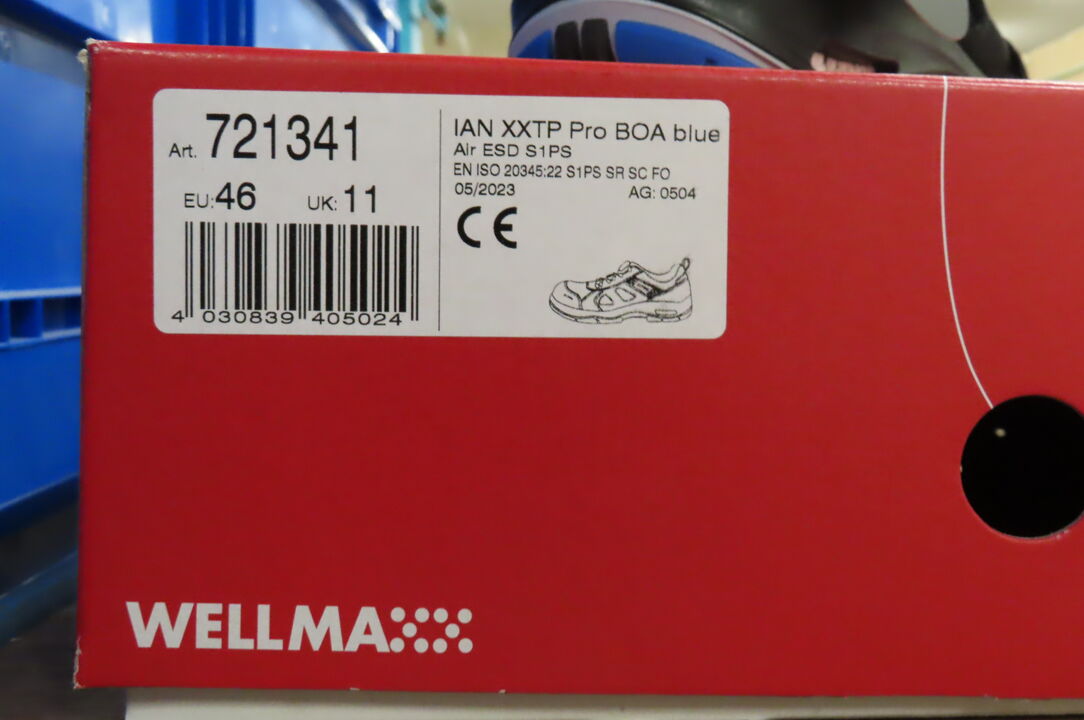 Art. 721341
EU: 46 UK: 11
4 030839 405024
IAN XXTP Pro BOA blue
Air ESD S1PS
EN ISO 20345:22 S1PS SR SC FO
05/2023 AG: 0504
CE
WELLMAXX